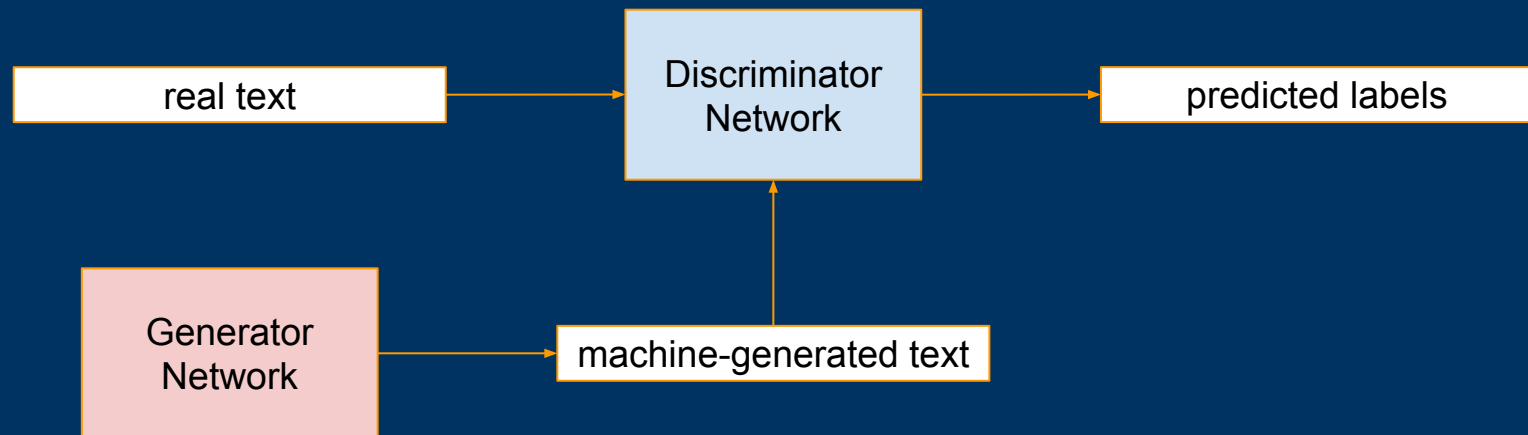 real text
Discriminator
Network
predicted labels
Generator
Network
machine-generated text